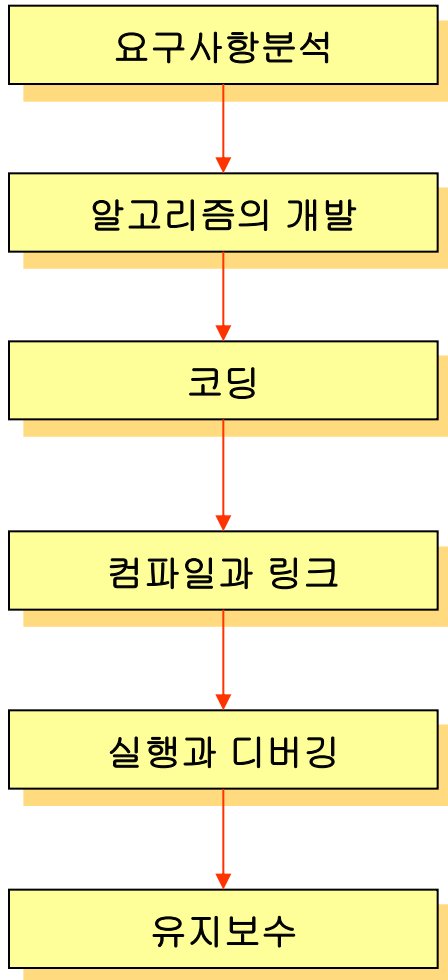 요구사항분석
알고리즘의 개발
코딩
컴파일과 링크
실행과 디버깅
유지보수